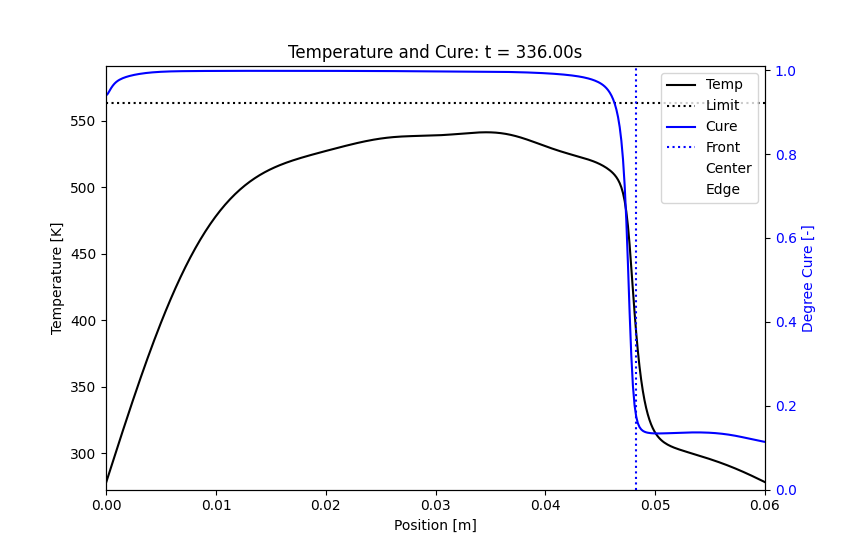 Temperature and Cure: t = 336.00s
Temp
Limit
Cure
Front
Center
Edge
Temperature [K]
550
500
450
400
350
300
Degree Cure [-]
1.0
0.8
0.6
0.4
0.2
0.0
0.00 0.01 0.02 0.03 0.04 0.05 0.06
Position [m]